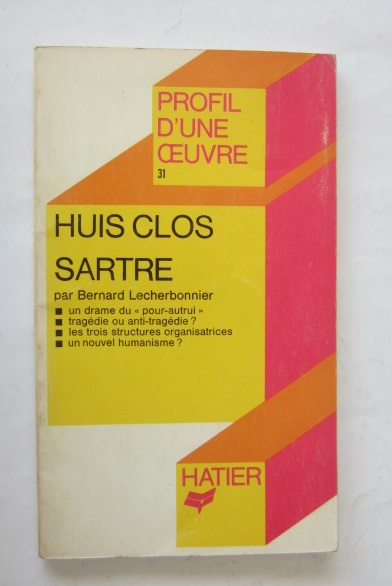 PROFIL
D'UNE
ŒUVRE
31
HUIS CLOS
SARTRE
par Bernard Lecherbonnier
■ un drame du « pour-autrui »
■ tragédie ou anti-tragédie ?
■ les trois structures organisatrices
■ un nouvel humanisme ?
HATIER